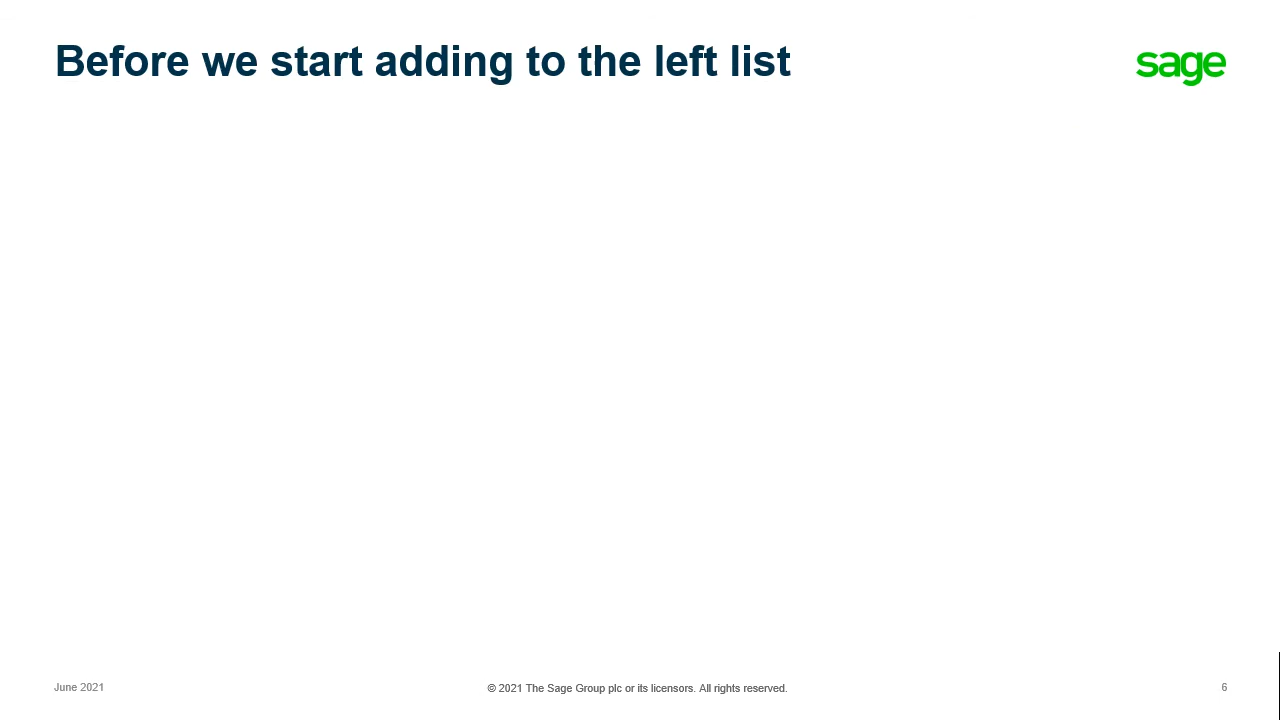 Before we start adding to the left list
sage
June 2021
© 2021 The Sage Group plc or its licensors. All rights reserved.
6